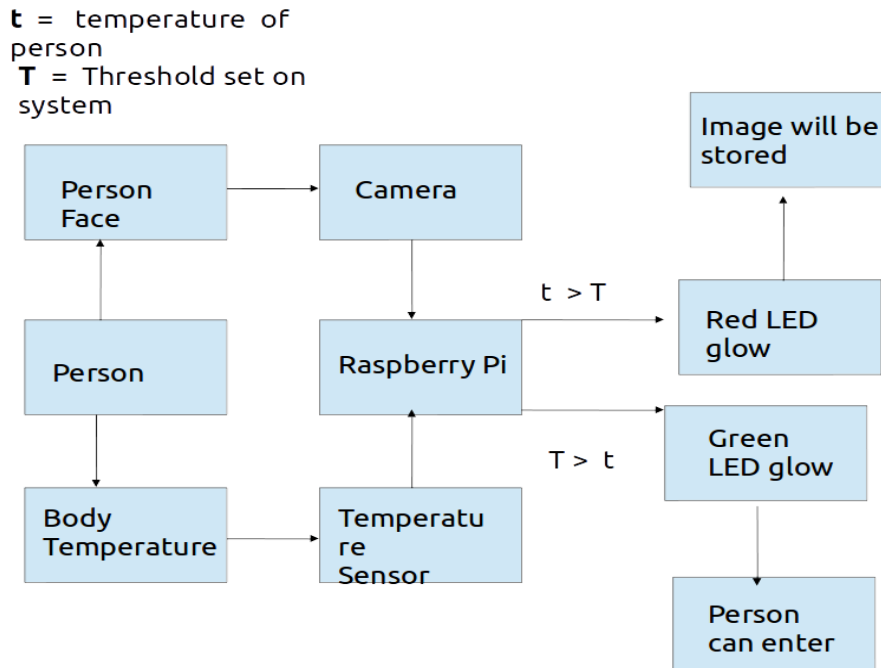 t = temperature of
person
T = Threshold set on
system
Image will be
stored
Person
Face
Camera
t > T
Red LED
glow
Person
Raspberry Pi
Green
LED glow
T > t
Body
Temperature
Temperatu
re
Sensor
Person
can enter